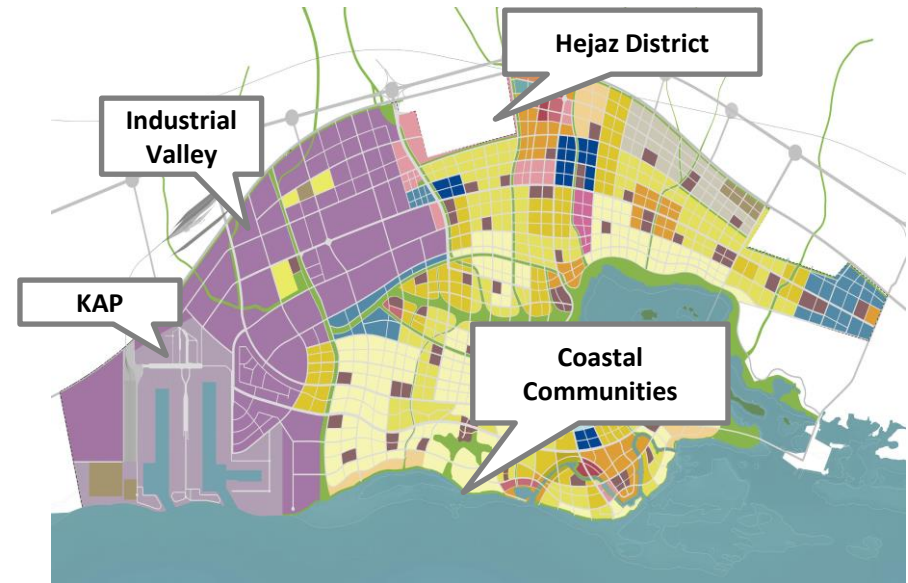 Hejaz District
Industrial
Valley
KAP
Coastal
Communities